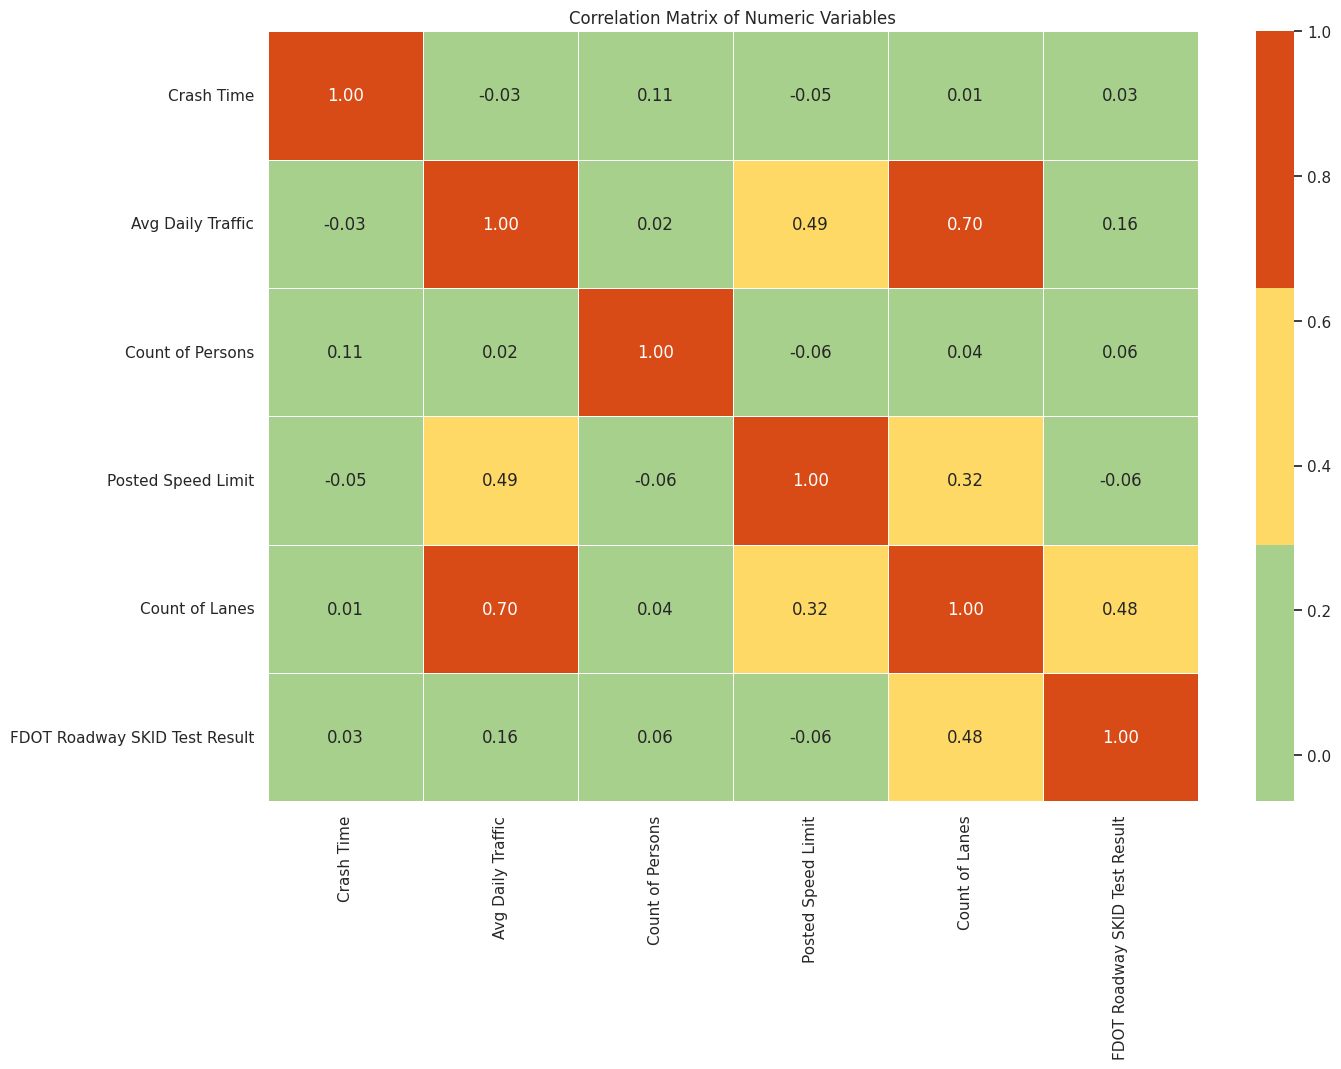 Correlation Matrix of Numeric Variables
Crash Time 1.00 -0.03 0.11 -0.05 0.01 0.03
Avg Daily Traffic -0.03 1.00 0.02 0.49 0.70 0.16
Count of Persons 0.11 0.02 1.00 -0.06 0.04 0.06
Posted Speed Limit -0.05 0.49 -0.06 1.00 0.32 -0.06
Count of Lanes 0.01 0.70 0.04 0.32 1.00 0.48
FDOT Roadway SKID Test Result 0.03 0.16 0.06 -0.06 0.48 1.00
Crash Time
Avg Daily Traffic
Count of Persons
Posted Speed Limit
Count of Lanes
FDOT Roadway SKID Test Result
1.0
0.8
0.6
0.4
0.2
0.0